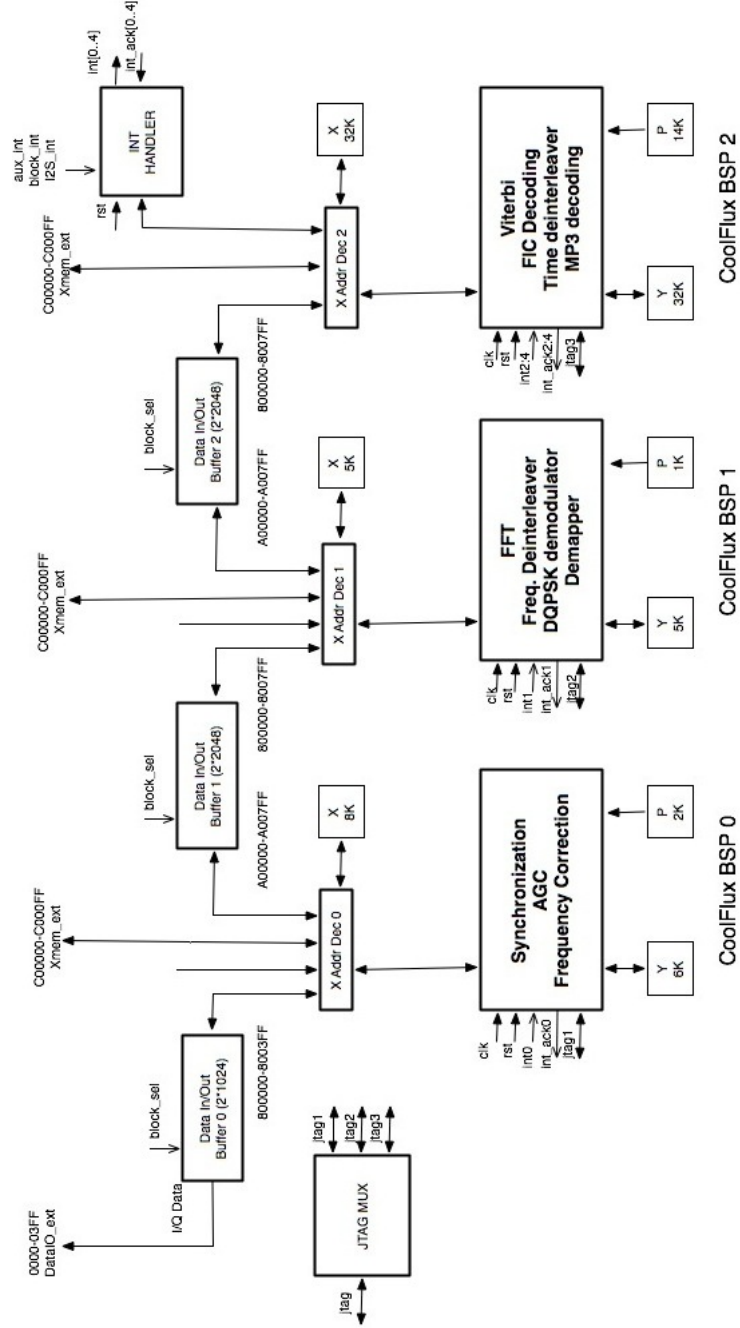 0000-03FF
DataIO_ext
I/Q Data
block_sel
Data In/Out
Buffer 0 (2*1024)
800000-8003FF
C00000-C000FF
Xmem_ext
X Addr Dec 0
X
8K
A00000-A007FF
block_sel
Data In/Out
Buffer 1 (2*2048)
800000-8007FF
C00000-C000FF
Xmem_ext
X Addr Dec 1
X
5K
A00000-A007FF
block_sel
Data In/Out
Buffer 2 (2*2048)
800000-8007FF
C00000-C000FF
Xmem_ext
X Addr Dec 2
X
32K
aux_int
block_int
I2S_int
rst
INT
HANDLER
int[0..4]
int_ack[0..4]
jtag
JTAG MUX
jtag1
jtag2
jtag3
clk
rst
int0
int_ack0
jtag1
Synchronization
AGC
Frequency Correction
Y
6K
P
2K
CoolFlux BSP 0
clk
rst
int1
int_ack1
jtag2
FFT
Freq. Deinterleaver
DQPSK demodulator
Demapper
Y
5K
P
1K
CoolFlux BSP 1
clk
rst
int2:4
int_ack2:4
jtag3
Viterbi
FIC Decoding
Time deinterleaver
MP3 decoding
Y
32K
P
14K
CoolFlux BSP 2